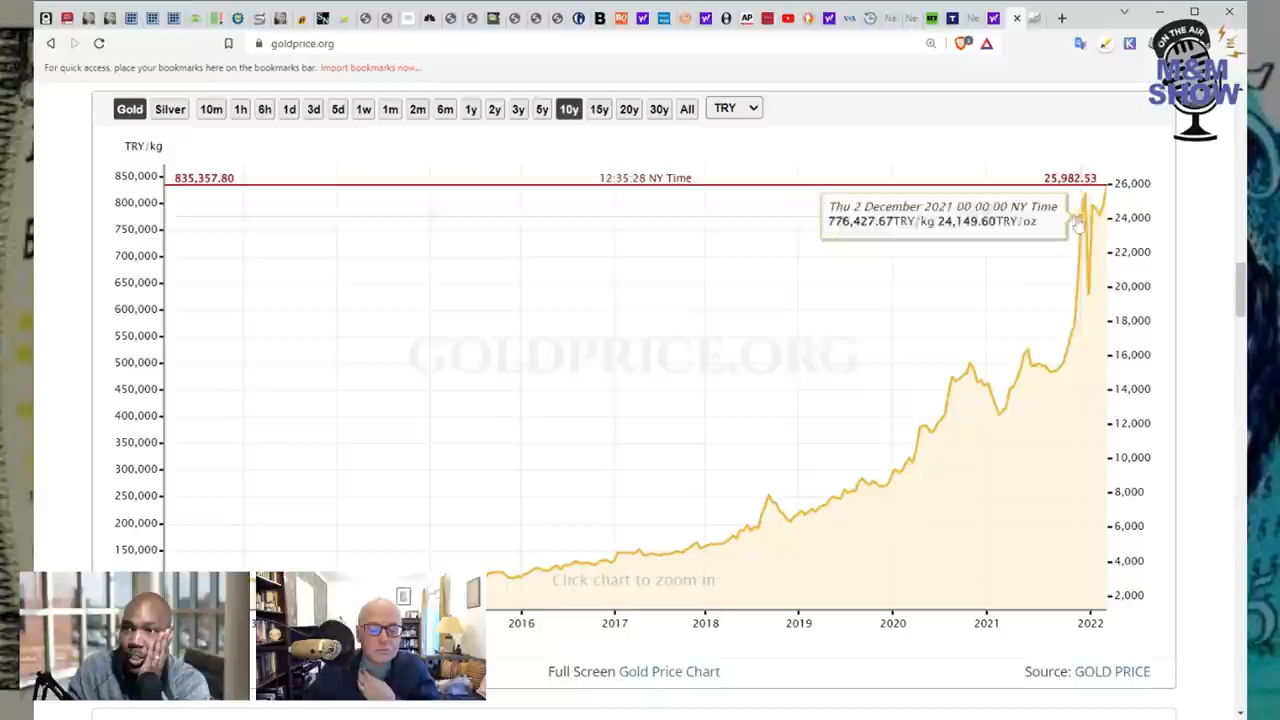 goldprice.org
ON THE AIR
M&M
SHOW
For quick access, place your bookmarks here on the bookmarks bar. Import bookmarks now...
Gold Silver 10m 1h 6h 1d 3d 5d 1w 1m 2m 6m 1y 2y 3y 5y 10y 15y 20y 30y All TRY
TRY/kg
835,357.80 12:35:28 NY Time 25,982.53
850,000 26,000
Thu 2 December 2021 00:00:00 NY Time
776,427.67TRY/kg 24,149.60TRY/oz
800,000 24,000
750,000 22,000
700,000
650,000 20,000
600,000 18,000
550,000
500,000 16,000
GOLDPRICE.ORG
450,000 14,000
400,000 12,000
350,000
300,000 10,000
250,000 8,000
200,000 6,000
150,000 4,000
Click chart to zoom in
2,000
2016 2017 2018 2019 2020 2021 2022
Full Screen Gold Price Chart
Source: GOLD PRICE